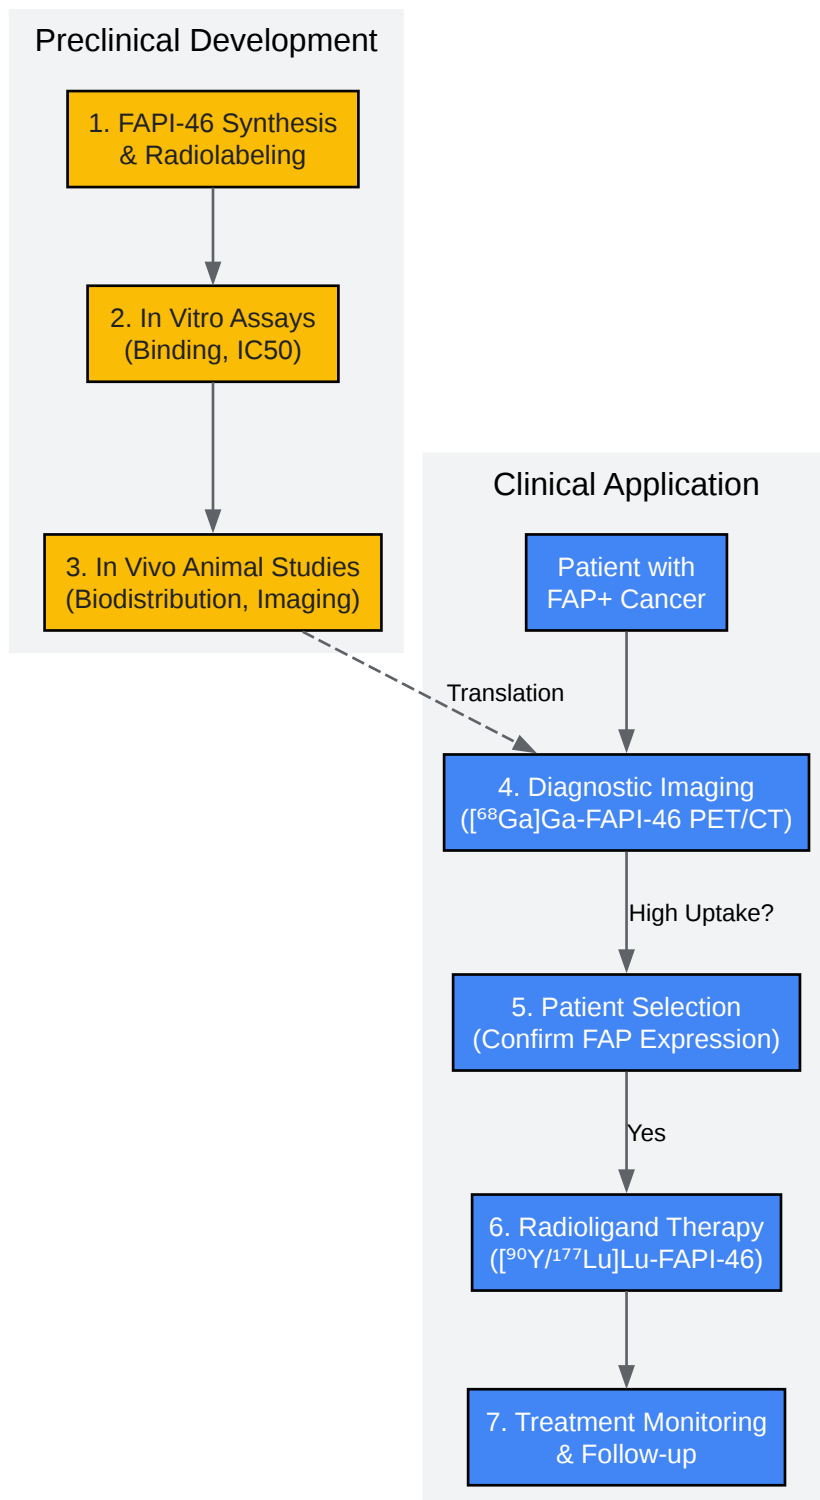 Preclinical Development
1. FAPI-46 Synthesis
& Radiolabeling
2. In Vitro Assays
(Binding, IC50)
3. In Vivo Animal Studies
(Biodistribution, Imaging)
Clinical Application
Patient with
FAP+ Cancer
Translation
4. Diagnostic Imaging
([⁶⁸Ga]Ga-FAPI-46 PET/CT)
High Uptake?
5. Patient Selection
(Confirm FAP Expression)
Yes
6. Radioligand Therapy
([⁹⁰Y/¹⁷⁷Lu]Lu-FAPI-46)
7. Treatment Monitoring
& Follow-up